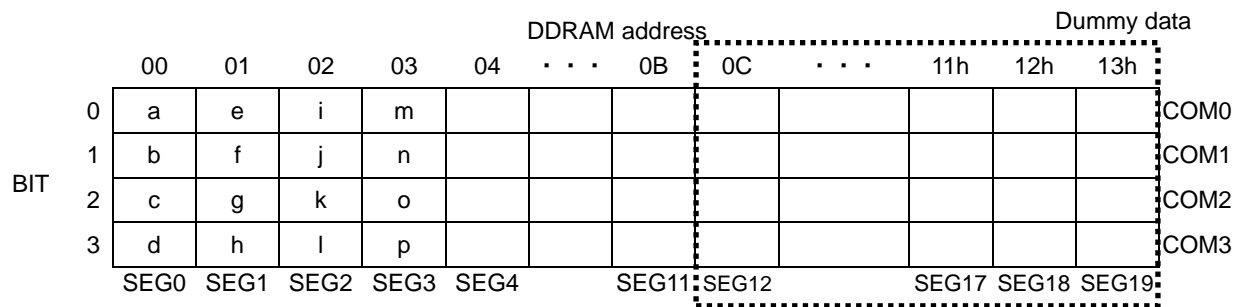 DDRAM address Dummy data
00 01 02 03 04 · · · 0B 0C · · · 11h 12h 13h
0 a e i m COM0
1 b f j n COM1
BIT
2 c g k o COM2
3 d h l p COM3
SEG0 SEG1 SEG2 SEG3 SEG4 SEG11 SEG12 SEG17 SEG18 SEG19